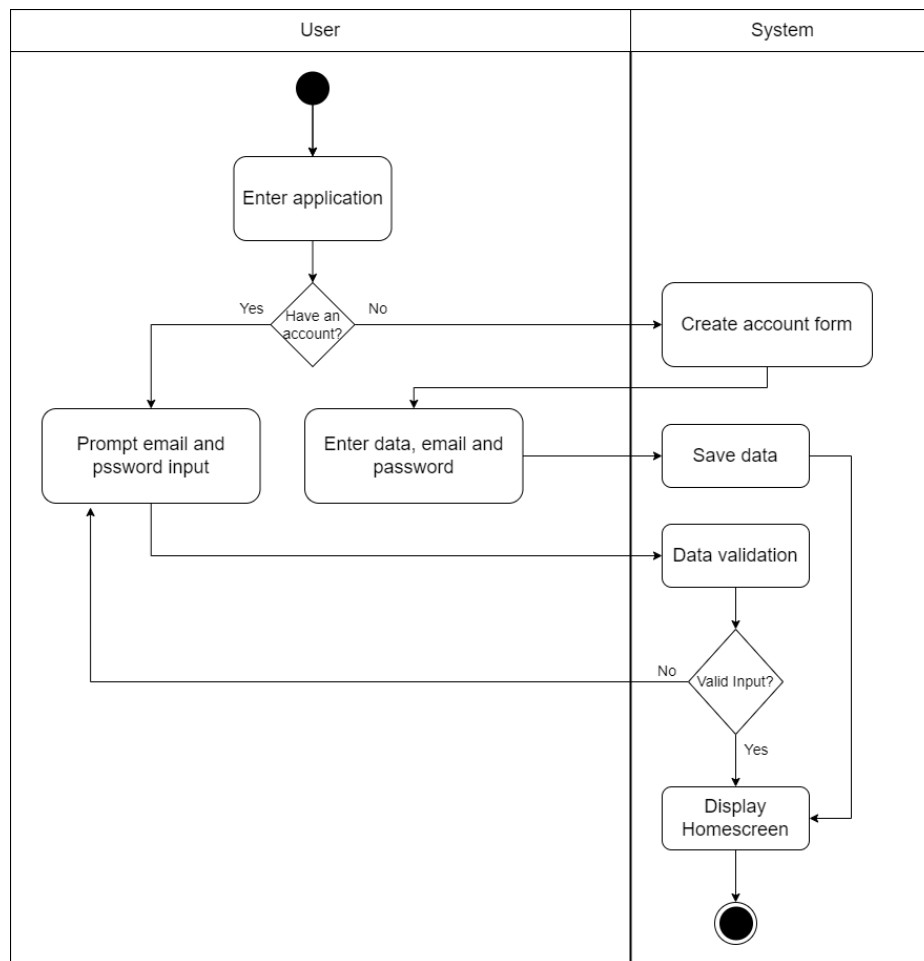 User
System
Enter application
Yes
Have an
account?
No
Create account form
Prompt email and
pssword input
Enter data, email and
password
Save data
Data validation
No
Valid Input?
Yes
Display
Homescreen